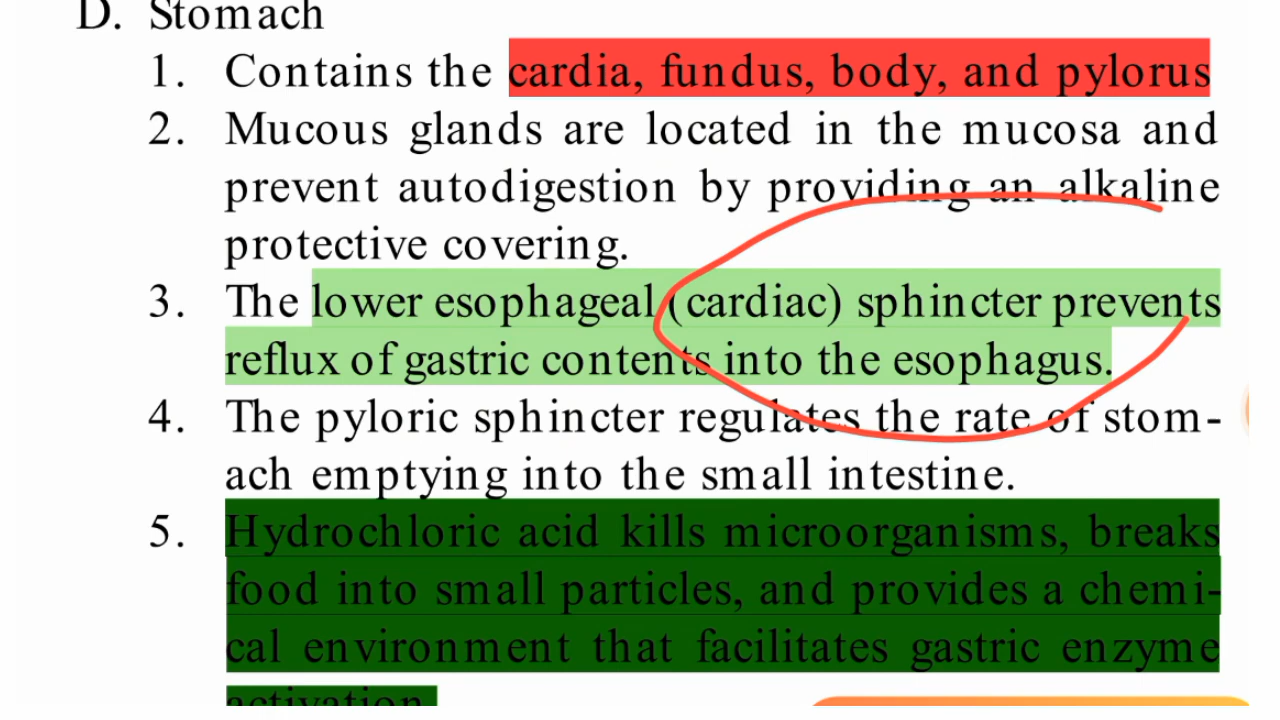 D. Stomach
1. Contains the cardia, fundus, body, and pylorus
2. Mucous glands are located in the mucosa and
prevent autodigestion by providing an alkaline
protective covering.
3. The lower esophageal (cardiac) sphincter prevents
reflux of gastric contents into the esophagus.
4. The pyloric sphincter regulates the rate of stom-
ach emptying into the small intestine.
5. Hydrochloric acid kills microorganisms, breaks
food into small particles, and provides a chemi-
cal environment that facilitates gastric enzyme
activation.